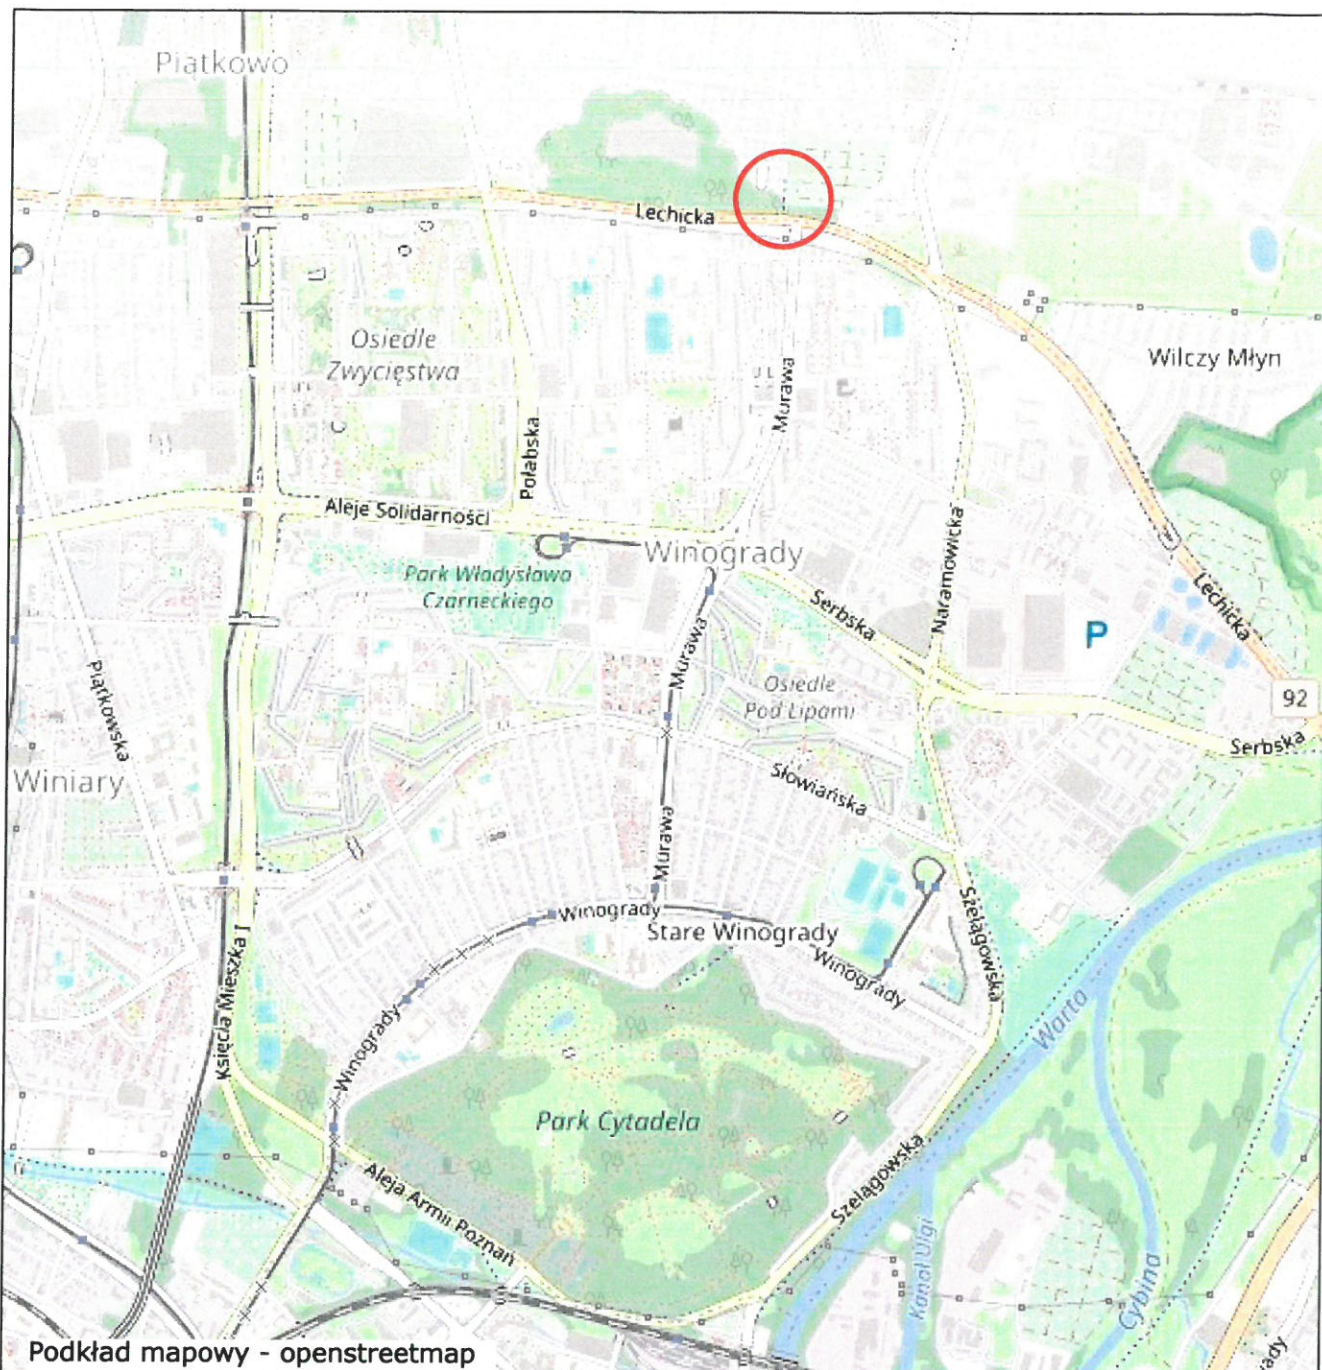 Piątkowo
Lechicka
Osiedle
Zwycięstwa
Wilczy Młyn
Murawa
Połabska
Aleje Solidarności
Naramowicka
Winogrady
Park Władysława
Czarneckiego
Serbska
Lechicka
P
Murawa
Piątkowska
Osiedle
Pod Lipami
92
Serbska
Winiary
Słowiańska
Murawa
Winogrady
Stare Winogrady
Szelągowska
Winogrady
Księcia Mieszka I
Winogrady
Warta
Park Cytadela
Szelągowska
Aleja Armii Poznań
Kanał Ulgi
Cybina
Podkład mapowy - openstreetmap